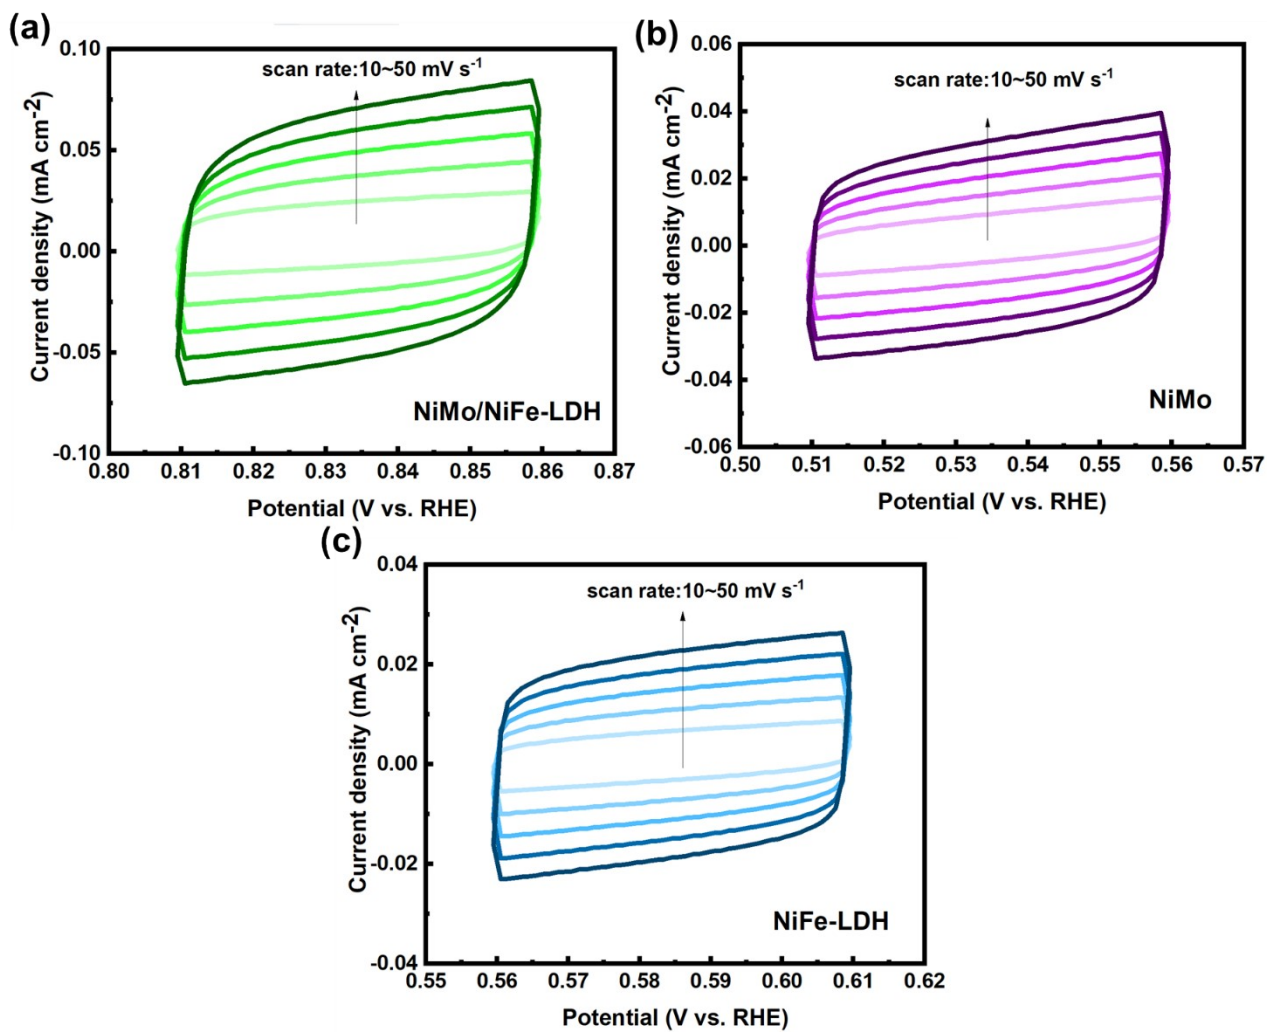 (a)
0.10
0.05
0.00
-0.05
-0.10
Current density (mA cm-2)
scan rate:10~50 mV s-1
NiMo/NiFe-LDH
0.80 0.81 0.82 0.83 0.84 0.85 0.86 0.87
Potential (V vs. RHE)
(b)
0.06
0.04
0.02
0.00
-0.02
-0.04
-0.06
Current density (mA cm-2)
scan rate:10~50 mV s-1
NiMo
0.50 0.51 0.52 0.53 0.54 0.55 0.56 0.57
Potential (V vs. RHE)
(c)
0.04
0.02
0.00
-0.02
-0.04
Current density (mA cm-2)
scan rate:10~50 mV s-1
NiFe-LDH
0.55 0.56 0.57 0.58 0.59 0.60 0.61 0.62
Potential (V vs. RHE)